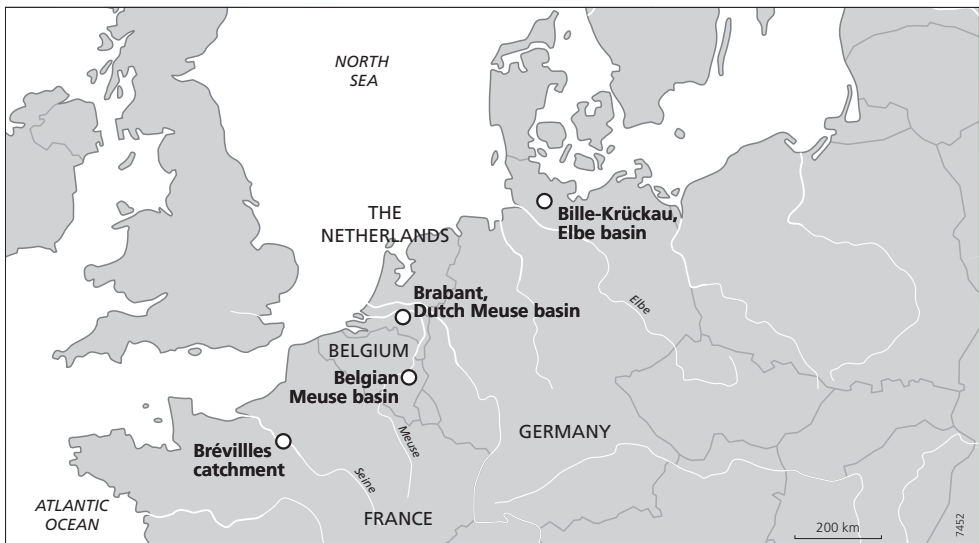 NORTH
SEA
THE
NETHERLANDS
Bille-Krückau,
Elbe basin
Brabant,
Dutch Meuse basin
Elbe
BELGIUM
Belgian
Meuse basin
GERMANY
Meuse
Brévillles
catchment
Seine
ATLANTIC
OCEAN
FRANCE
200 km
7452